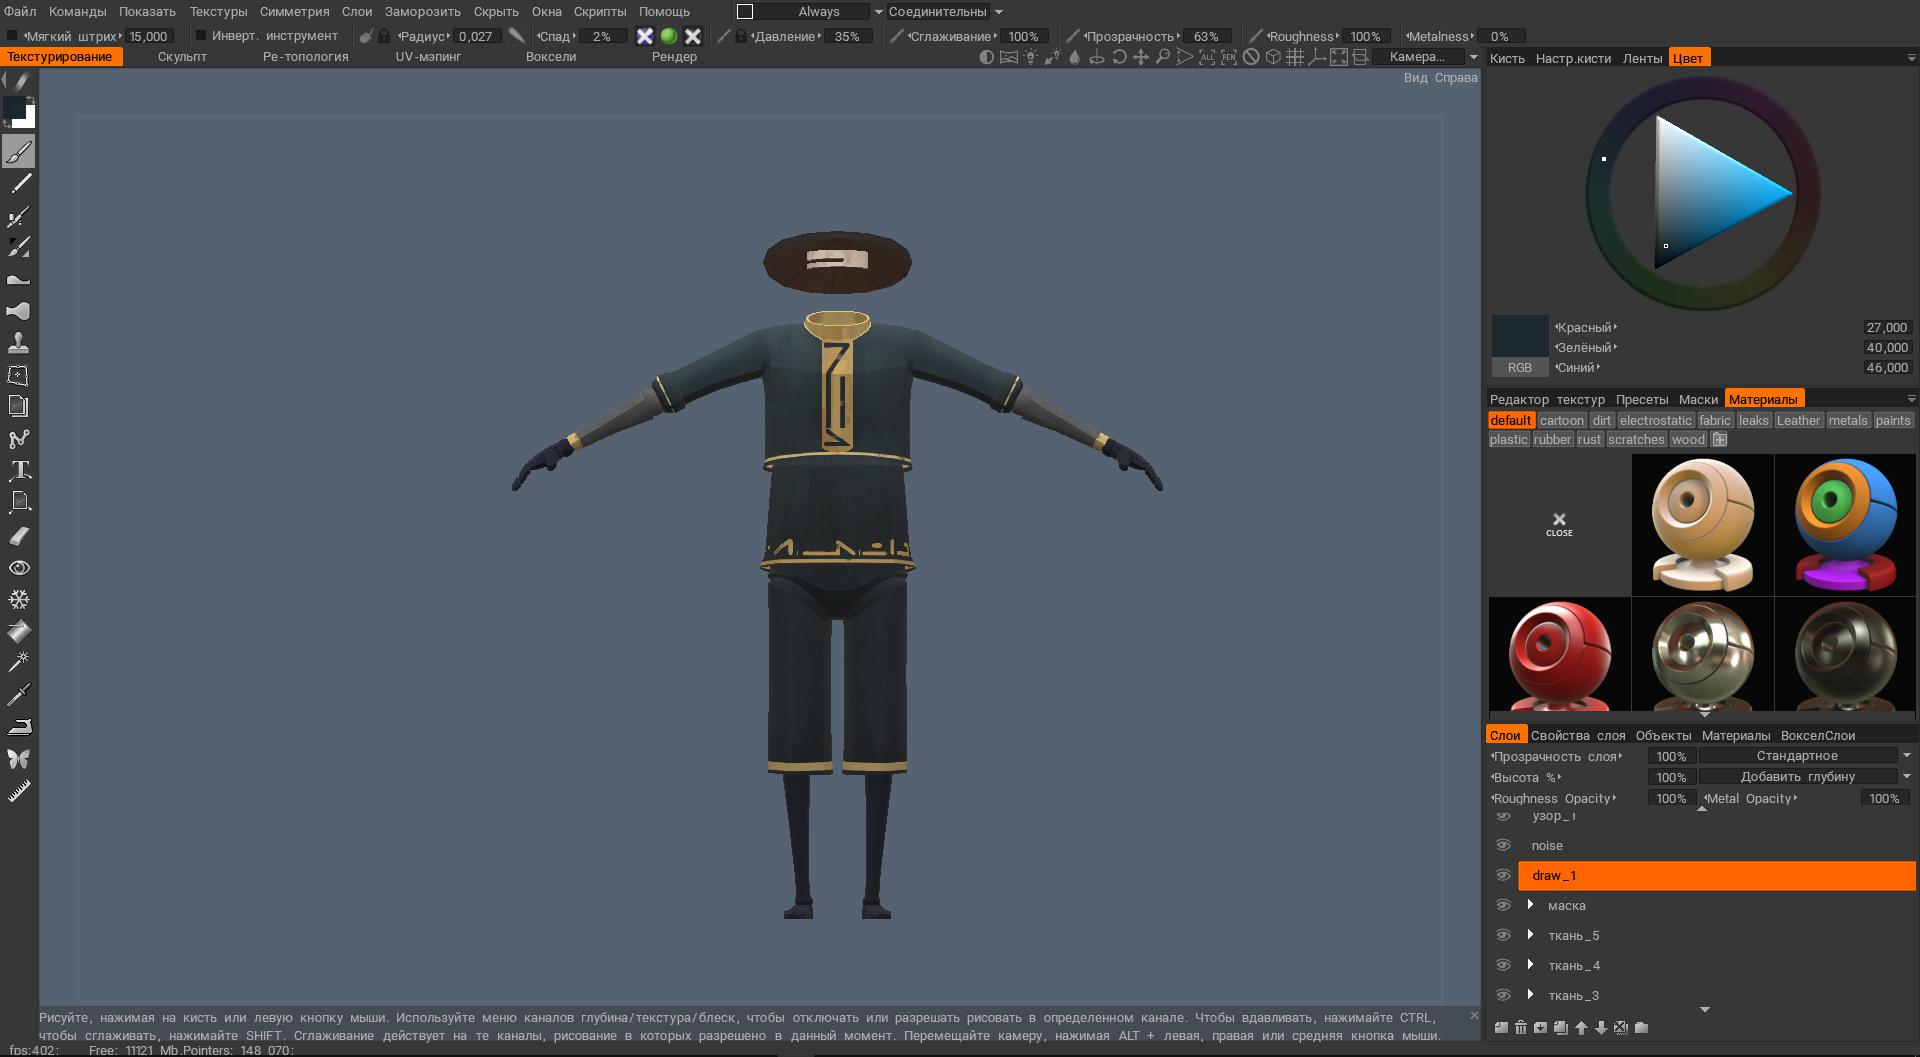 Файл Команды Показать Текстуры Симметрия Слои Заморозить Скрыть Окна Скрипты Помощь Always Соединительны
Мягкий штрих 15,000 Инверт. инструмент Радиус 0,027 Спад 2% Давление 35% Сглаживание 100% Прозрачность 63% Roughness 100% Metalness 0%
Текстурирование Скульпт Ре-топология UV-мэпинг Воксели Рендер ALL PEN Камера...
Вид Справа
Кисть Настр.кисти Ленты Цвет
Красный 27,000
Зелёный 40,000
RGB Синий 46,000
Редактор текстур Пресеты Маски Материалы
default cartoon dirt electrostatic fabric leaks Leather metals paints
plastic rubber rust scratches wood
CLOSE
Слои Свойства слоя Объекты Материалы ВокселСлои
Прозрачность слоя 100% Стандартное
Высота % 100% Добавить глубину
Roughness Opacity 100% Metal Opacity 100%
узор_1
noise
draw_1
маска
ткань_5
ткань_4
ткань_3
Рисуйте, нажимая на кисть или левую кнопку мыши. Используйте меню каналов глубина/текстура/блеск, чтобы отключать или разрешать рисовать в определенном канале. Чтобы вдавливать, нажимайте CTRL,
чтобы сглаживать, нажимайте SHIFT. Сглаживание действует на те каналы, рисование в которых разрешено в данный момент. Перемещайте камеру, нажимая ALT + левая, правая или средняя кнопка мыши.
fps:402; Free: 11121 Mb,Pointers: 148 070;